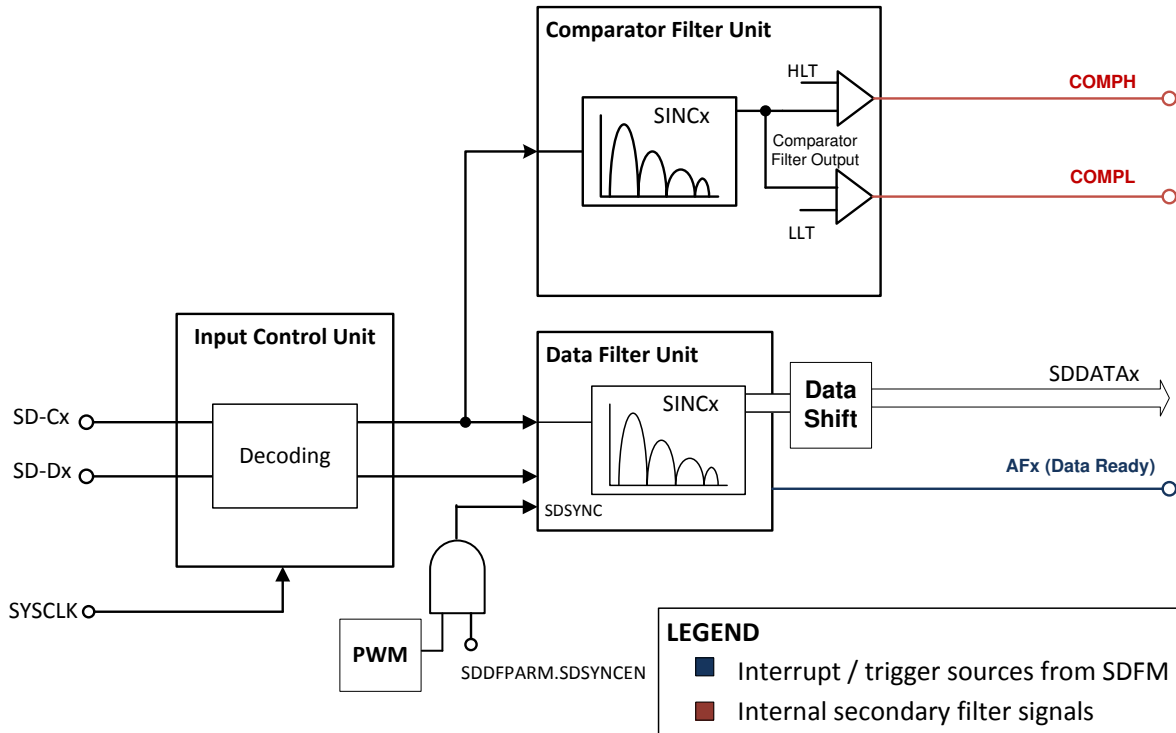 Comparator Filter Unit
HLT
COMPH
SINCx
Comparator
Filter Output
COMPL
LLT
Input Control Unit
Data Filter Unit
SD-Cx
Decoding
SINCx
Data
Shift
SDDATAx
SD-Dx
AFx (Data Ready)
SDSYNC
SYSCLK
PWM
SDDFPARM.SDSYNCEN
LEGEND
Interrupt / trigger sources from SDFM
Internal secondary filter signals